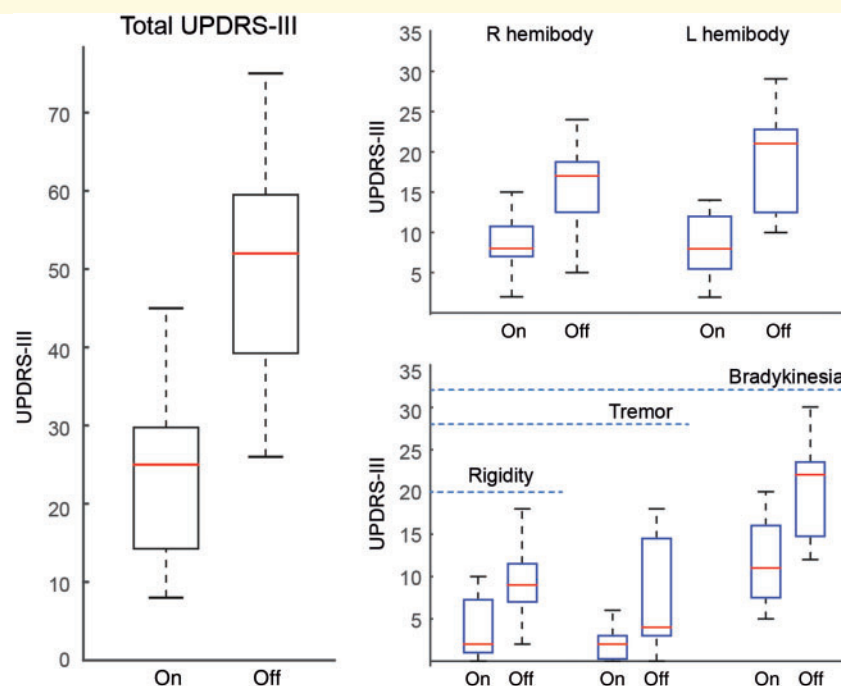 Total UPDRS-III
UPDRS-III
70
60
50
40
30
20
10
0
On Off
R hemibody L hemibody
UPDRS-III
35
30
25
20
15
10
5
On Off On Off
UPDRS-III
35
30
25
20
15
10
5
Bradykinesia
Tremor
Rigidity
On Off On Off On Off